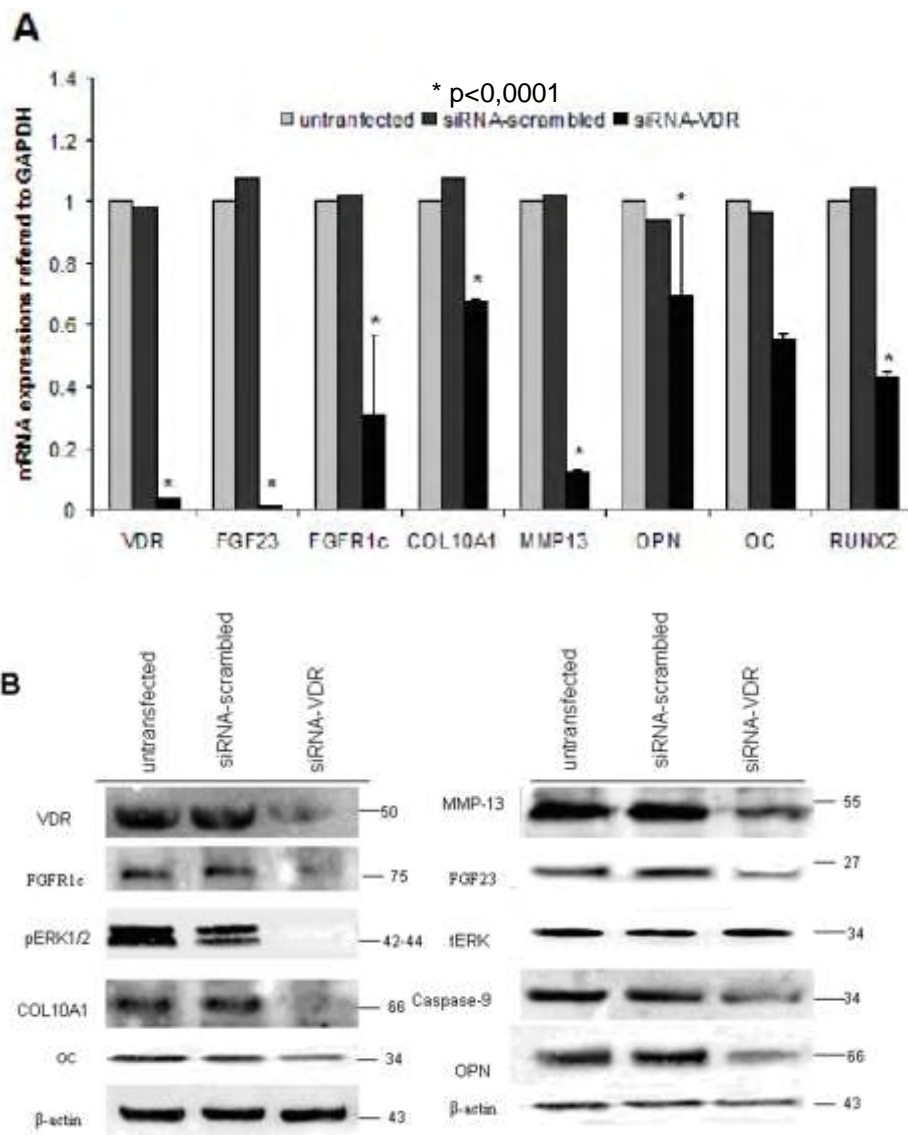 A
* p<0,0001
untranfected siRNA-scrambled siRNA-VDR
mRNA expressions refered to GAPDH
1.4
1.2
1
0.8
0.6
0.4
0.2
0
* * * * * * *
VDR FGF23 FGFR1c COL10A1 MMP13 OPN OC RUNX2
B
untransfected siRNA-scrambled siRNA-VDR
VDR 50
FGFR1c 75
pERK1/2 42-44
COL10A1 66
OC 34
β-actin 43
untransfected siRNA-scrambled siRNA-VDR
MMP-13 55
FGF23 27
tERK 34
Caspase-9 34
OPN 66
β-actin 43